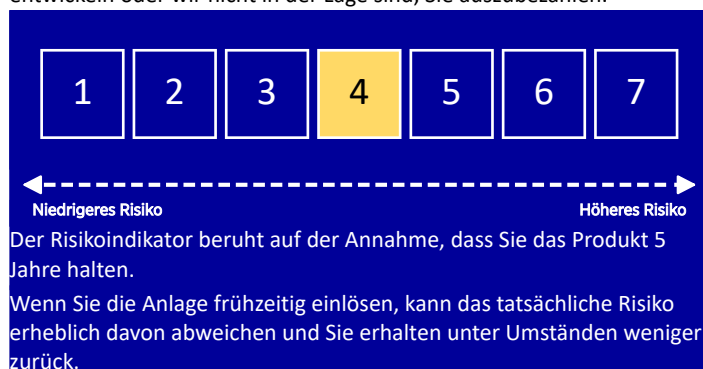 entwickeln oder wir nicht in der Lage sind, Sie auszubezahlen.
1 2 3 4 5 6 7
Niedrigeres Risiko Höheres Risiko
Der Risikoindikator beruht auf der Annahme, dass Sie das Produkt 5
Jahre halten.
Wenn Sie die Anlage frühzeitig einlösen, kann das tatsächliche Risiko
erheblich davon abweichen und Sie erhalten unter Umständen weniger
zurück.